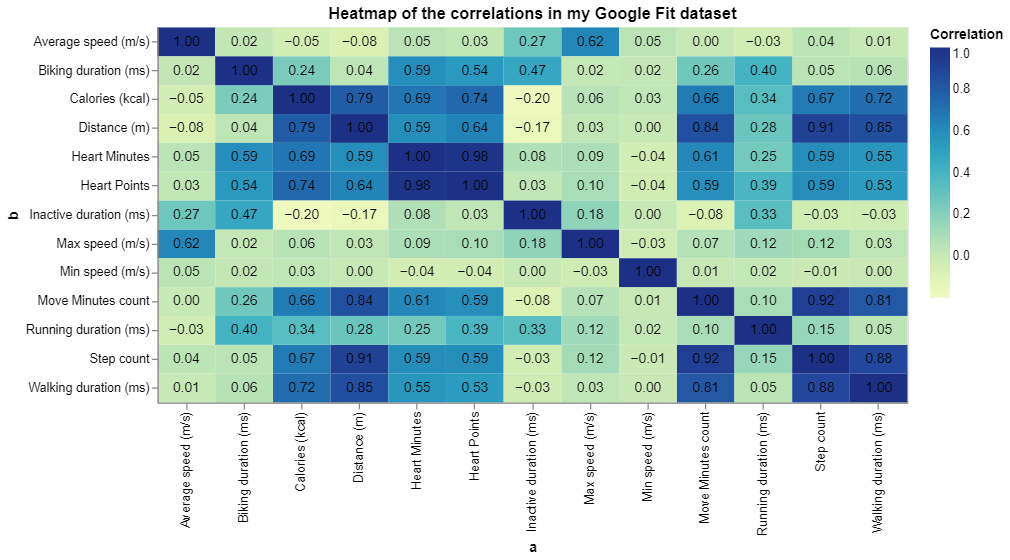 Heatmap of the correlations in my Google Fit dataset
Average speed (m/s) 1.00 0.02 −0.05 −0.08 0.05 0.03 0.27 0.62 0.05 0.00 −0.03 0.04 0.01
Biking duration (ms) 0.02 1.00 0.24 0.04 0.59 0.54 0.47 0.02 0.02 0.26 0.40 0.05 0.06
Calories (kcal) −0.05 0.24 1.00 0.79 0.69 0.74 −0.20 0.06 0.03 0.66 0.34 0.67 0.72
Distance (m) −0.08 0.04 0.79 1.00 0.59 0.64 −0.17 0.03 0.00 0.84 0.28 0.91 0.85
Heart Minutes 0.05 0.59 0.69 0.59 1.00 0.98 0.08 0.09 −0.04 0.61 0.25 0.59 0.55
Heart Points 0.03 0.54 0.74 0.64 0.98 1.00 0.03 0.10 −0.04 0.59 0.39 0.59 0.53
Inactive duration (ms) 0.27 0.47 −0.20 −0.17 0.08 0.03 1.00 0.18 0.00 −0.08 0.33 −0.03 −0.03
Max speed (m/s) 0.62 0.02 0.06 0.03 0.09 0.10 0.18 1.00 −0.03 0.07 0.12 0.12 0.03
Min speed (m/s) 0.05 0.02 0.03 0.00 −0.04 −0.04 0.00 −0.03 1.00 0.01 0.02 −0.01 0.00
Move Minutes count 0.00 0.26 0.66 0.84 0.61 0.59 −0.08 0.07 0.01 1.00 0.10 0.92 0.81
Running duration (ms) −0.03 0.40 0.34 0.28 0.25 0.39 0.33 0.12 0.02 0.10 1.00 0.15 0.05
Step count 0.04 0.05 0.67 0.91 0.59 0.59 −0.03 0.12 −0.01 0.92 0.15 1.00 0.88
Walking duration (ms) 0.01 0.06 0.72 0.85 0.55 0.53 −0.03 0.03 0.00 0.81 0.05 0.88 1.00
b
Average speed (m/s)
Biking duration (ms)
Calories (kcal)
Distance (m)
Heart Minutes
Heart Points
Inactive duration (ms)
Max speed (m/s)
Min speed (m/s)
Move Minutes count
Running duration (ms)
Step count
Walking duration (ms)
a
Correlation
1.0
0.8
0.6
0.4
0.2
0.0